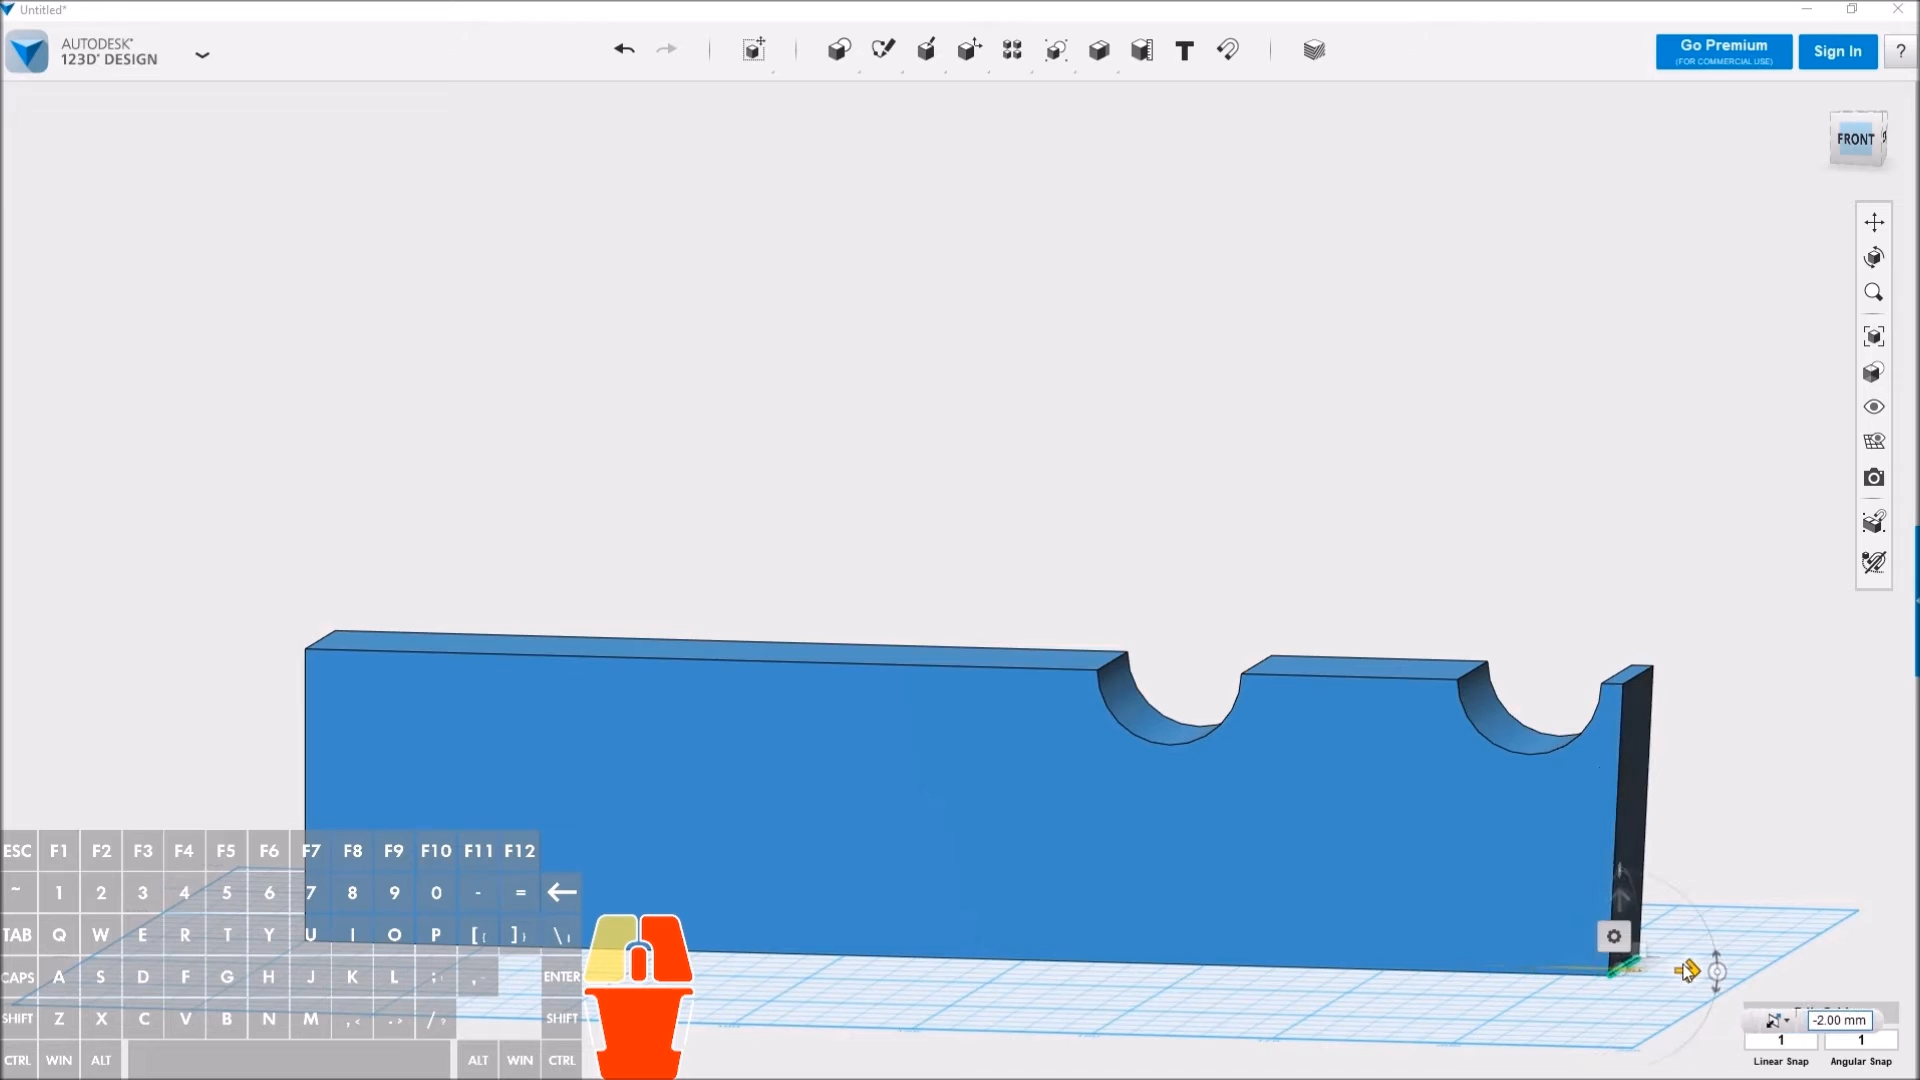 Untitled*
AUTODESK®
123D® DESIGN
Go Premium
(FOR COMMERCIAL USE)
Sign In
?
FRONT
ESC F1 F2 F3 F4 F5 F6 F7 F8 F9 F10 F11 F12
~ 1 2 3 4 5 6 7 8 9 0 - =
TAB Q W E R T Y U I O P [{ ]} \|
CAPS A S D F G H J K L ;: ENTER
SHIFT Z X C V B N M ,< .> /? SHIFT
CTRL WIN ALT ALT WIN CTRL
-2.00 mm
1 1
Linear Snap Angular Snap